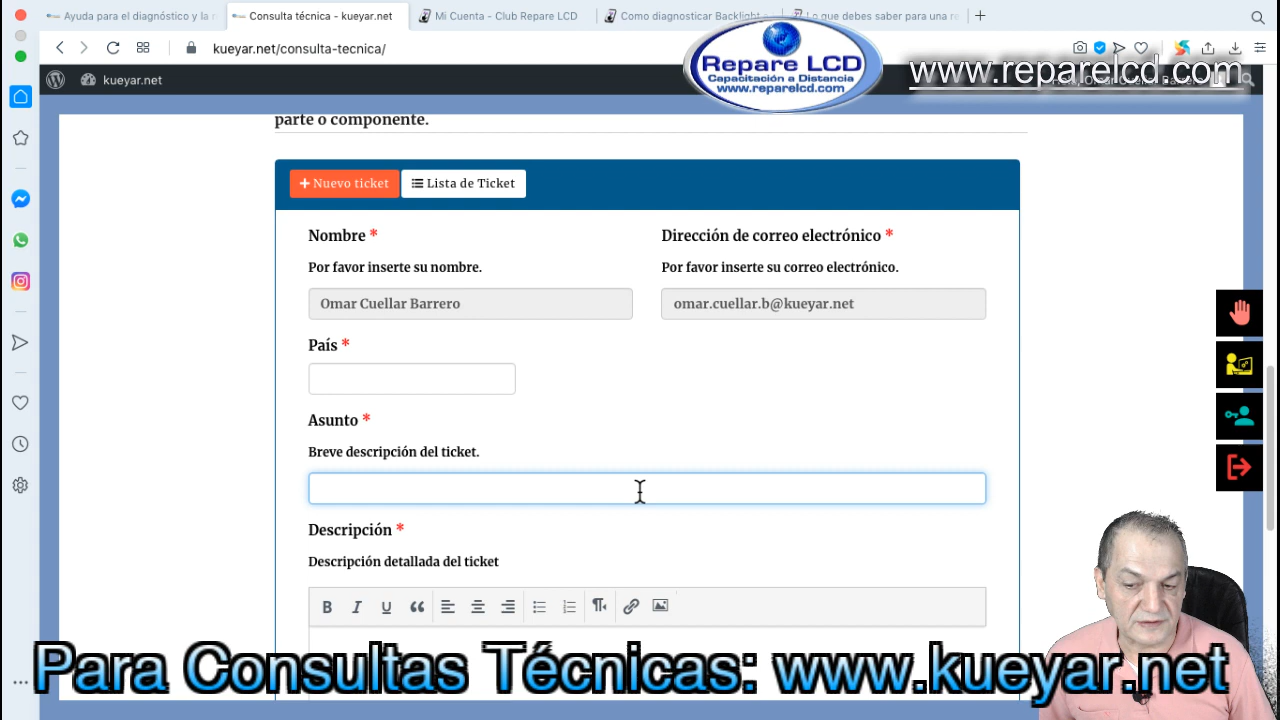 Ayuda para el diagnóstico y la r
Consulta técnica - kueyar.net
Mi Cuenta - Club Repare LCD
Como diagnosticar Backlight
Lo que debes saber para una re
kueyar.net/consulta-tecnica/
Repare LCD
Capacitación a Distancia
www.reparelcd.com
www.reparelcd.com
kueyar.net
parte o componente.
Nuevo ticket
Lista de Ticket
Nombre *
Dirección de correo electrónico *
Por favor inserte su nombre.
Por favor inserte su correo electrónico.
Omar Cuellar Barrero
omar.cuellar.b@kueyar.net
País *
Asunto *
Breve descripción del ticket.
Descripción *
Descripción detallada del ticket
B I U
Para Consultas Técnicas: www.kueyar.net